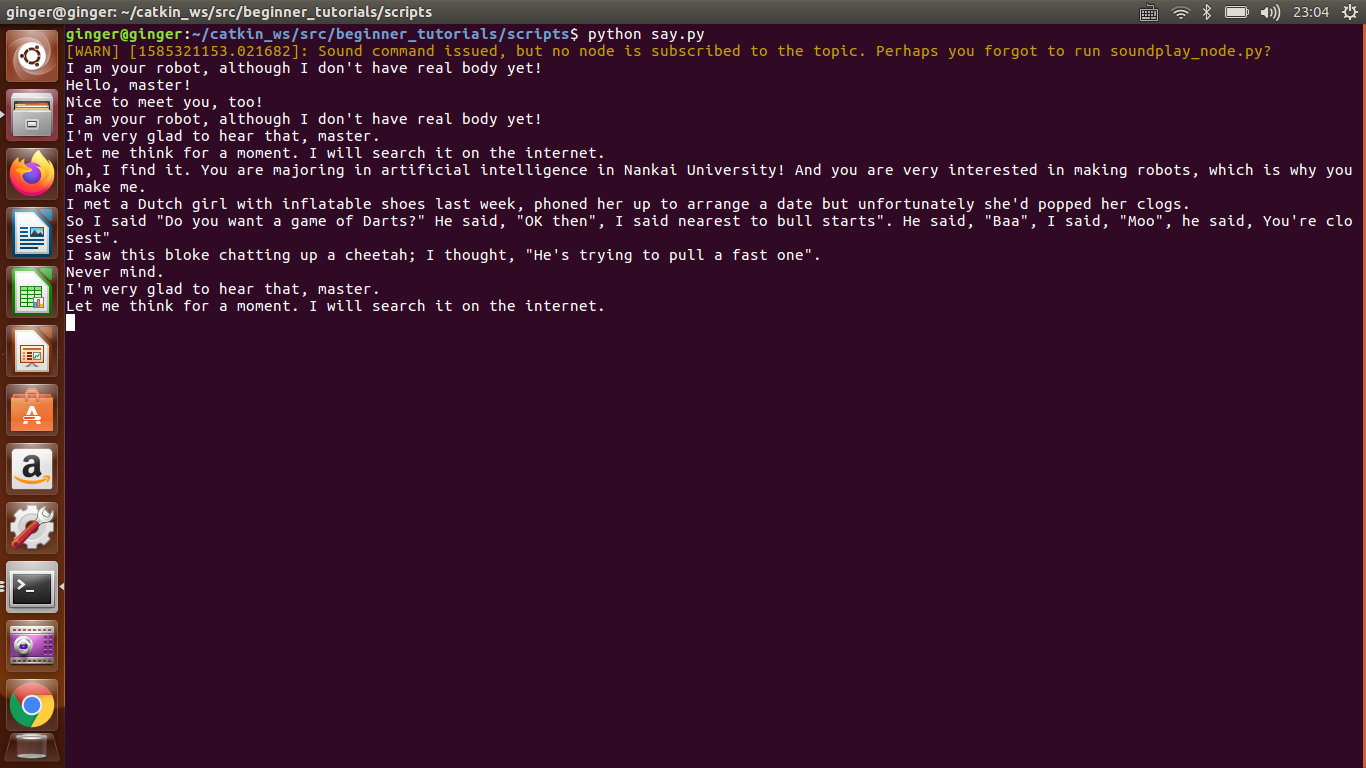 ginger@ginger: ~/catkin_ws/src/beginner_tutorials/scripts
23:04
ginger@ginger:~/catkin_ws/src/beginner_tutorials/scripts$ python say.py
[WARN] [1585321153.021682]: Sound command issued, but no node is subscribed to the topic. Perhaps you forgot to run soundplay_node.py?
I am your robot, although I don't have real body yet!
Hello, master!
Nice to meet you, too!
I am your robot, although I don't have real body yet!
I'm very glad to hear that, master.
Let me think for a moment. I will search it on the internet.
Oh, I find it. You are majoring in artificial intelligence in Nankai University! And you are very interested in making robots, which is why you
 make me.
I met a Dutch girl with inflatable shoes last week, phoned her up to arrange a date but unfortunately she'd popped her clogs.
So I said "Do you want a game of Darts?" He said, "OK then", I said nearest to bull starts". He said, "Baa", I said, "Moo", he said, You're clo
sest".
I saw this bloke chatting up a cheetah; I thought, "He's trying to pull a fast one".
Never mind.
I'm very glad to hear that, master.
Let me think for a moment. I will search it on the internet.